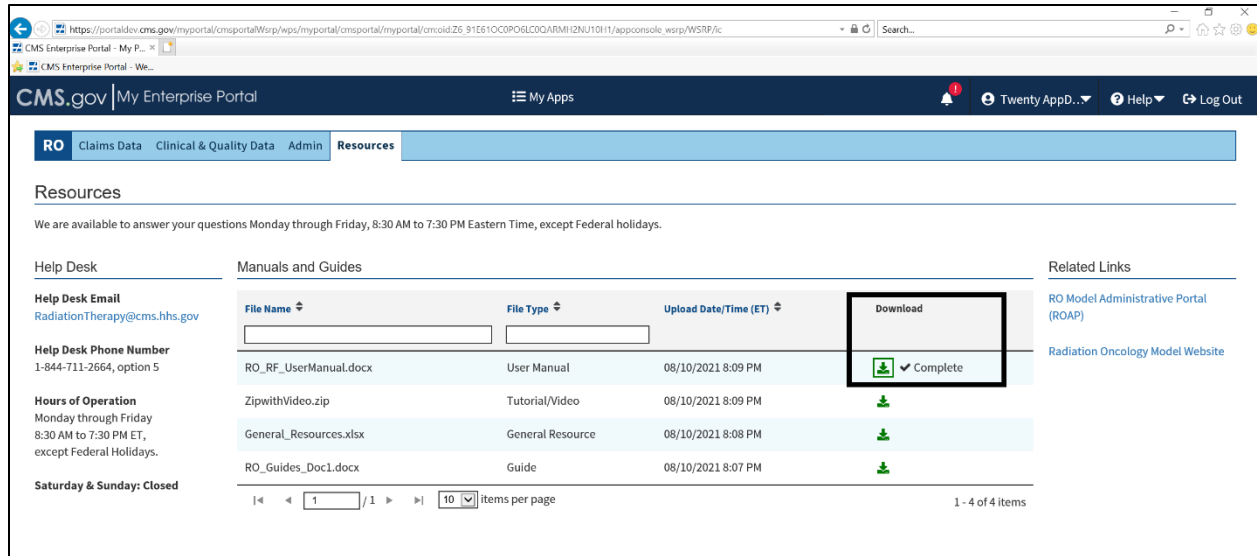 https://portaldev.cms.gov/myportal/cmsportalWsrp/wps/myportal/cmsportal/myportal/cm:oid:Z6_91E61OC0PO6LC0QARMH2NU10H1/appconsole_wsrp/WSRP/ic
Search...
CMS Enterprise Portal - My P...
CMS Enterprise Portal - We...
CMS.gov My Enterprise Portal
My Apps
! Twenty AppD... Help Log Out
RO Claims Data Clinical & Quality Data Admin Resources
Resources
We are available to answer your questions Monday through Friday, 8:30 AM to 7:30 PM Eastern Time, except Federal holidays.
Help Desk
Help Desk Email
RadiationTherapy@cms.hhs.gov
Help Desk Phone Number
1-844-711-2664, option 5
Hours of Operation
Monday through Friday
8:30 AM to 7:30 PM ET,
except Federal Holidays.
Saturday & Sunday: Closed
Manuals and Guides
File Name File Type Upload Date/Time (ET) Download
RO_RF_UserManual.docx User Manual 08/10/2021 8:09 PM Complete
ZipwithVideo.zip Tutorial/Video 08/10/2021 8:09 PM
General_Resources.xlsx General Resource 08/10/2021 8:08 PM
RO_Guides_Doc1.docx Guide 08/10/2021 8:07 PM
1 / 1 10 items per page 1 - 4 of 4 items
Related Links
RO Model Administrative Portal
(ROAP)
Radiation Oncology Model Website